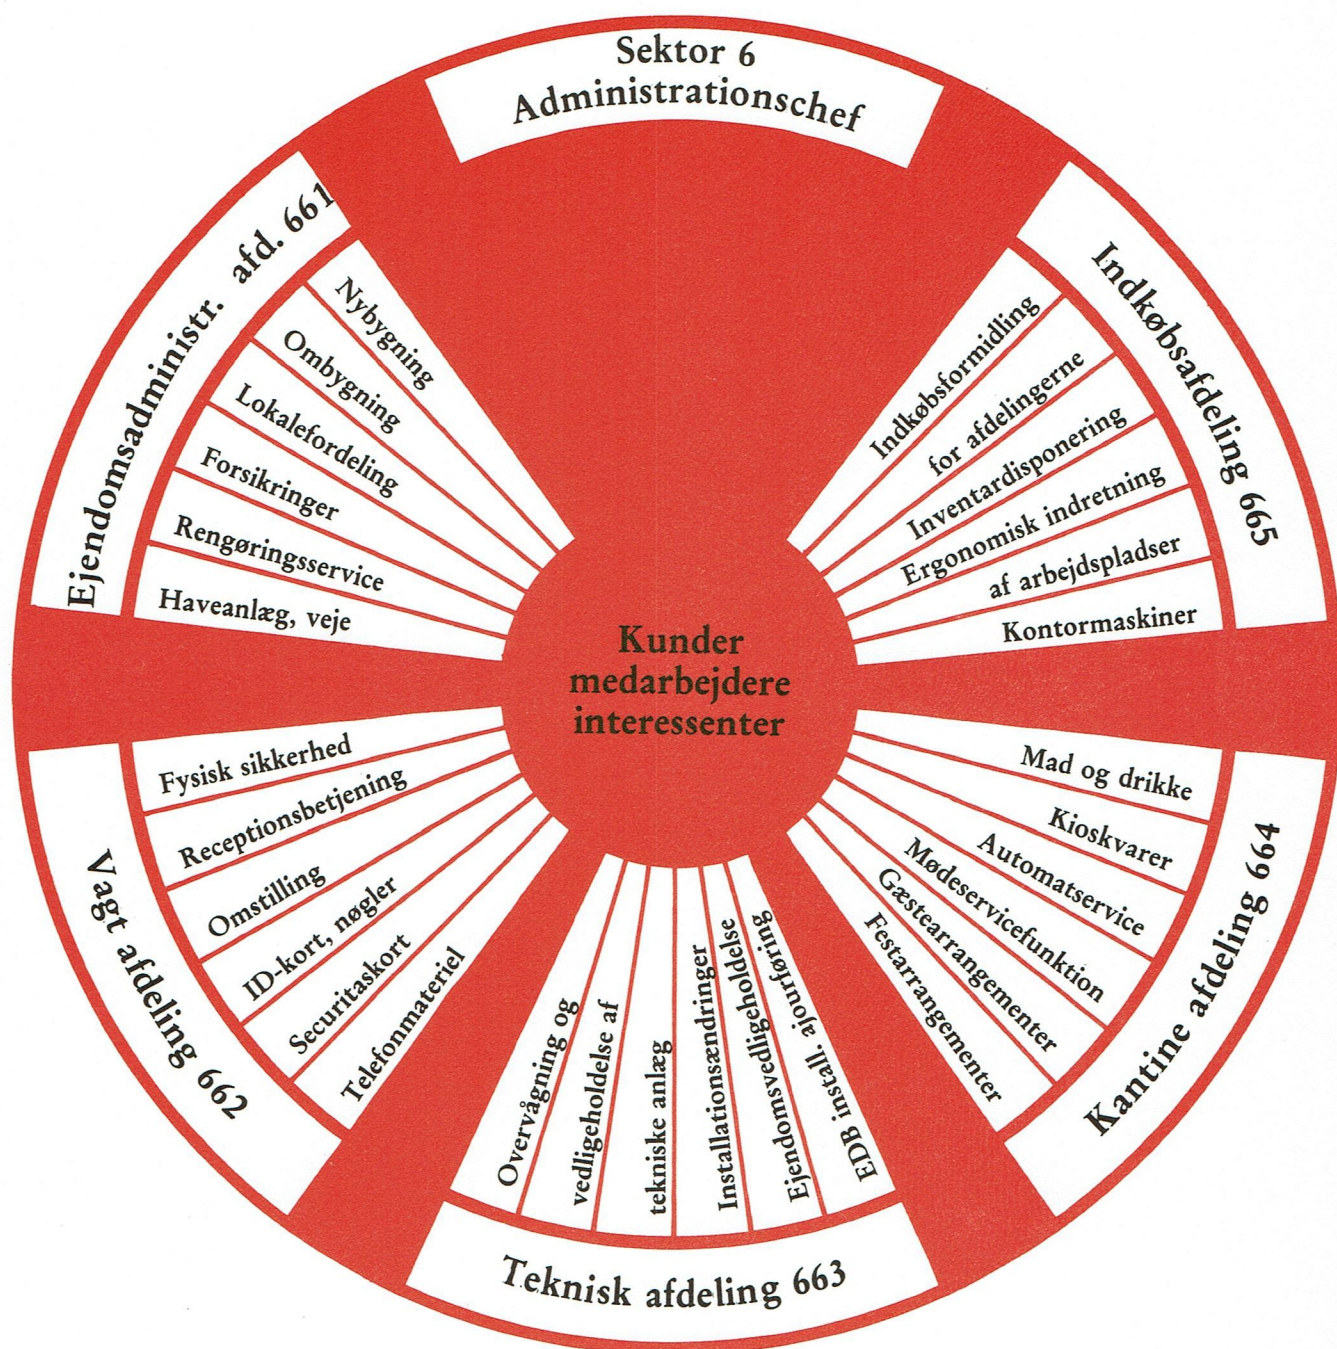 Sektor 6
Administrationschef
Ejendomsadministr. afd. 661
Nybygning
Ombygning
Lokalefordeling
Forsikringer
Rengøringsservice
Haveanlæg, veje
Indkøbsafdeling 665
Indkøbsformidling
for afdelingerne
Inventardisponering
Ergonomisk indretning
af arbejdspladser
Kontormaskiner
Kunder
medarbejdere
interessenter
Vagt afdeling 662
Fysisk sikkerhed
Receptionsbetjening
Omstilling
ID-kort, nøgler
Securitaskort
Telefonmateriel
Teknisk afdeling 663
Overvågning og
vedligeholdelse af
tekniske anlæg
Installationsændringer
Ejendomsvedligeholdelse
EDB install. ajourføring
Kantine afdeling 664
Mad og drikke
Kioskvarer
Automatservice
Mødeservicefunktion
Gæstearrangementer
Festarrangementer